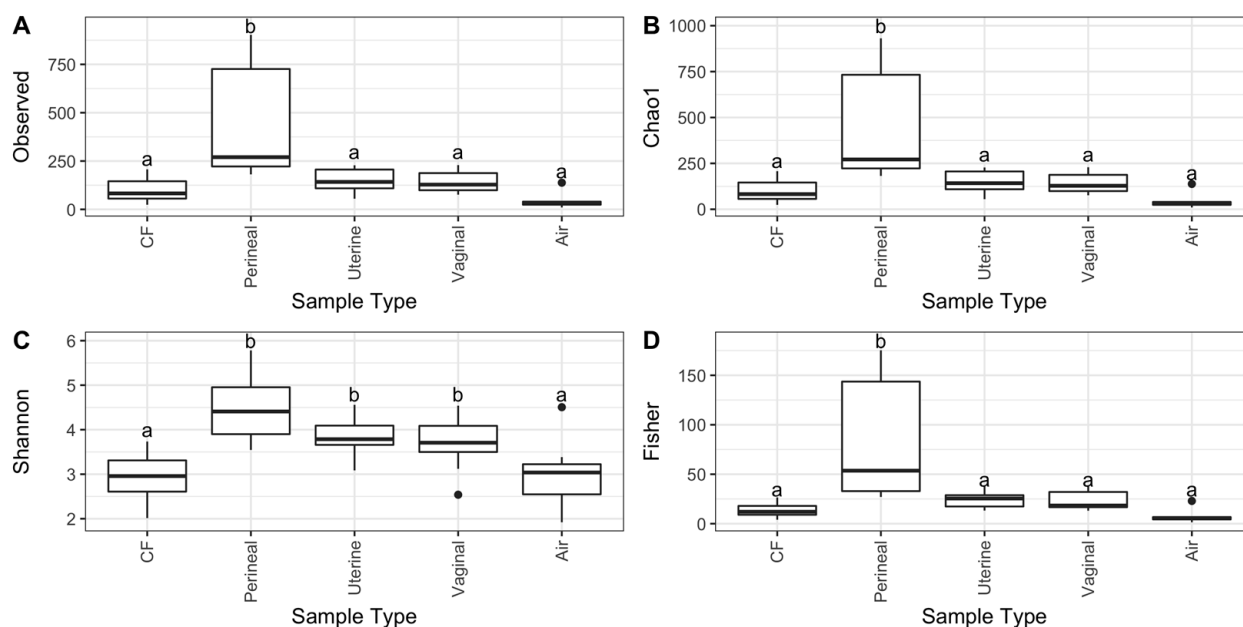 A
Observed
750
500
250
0
a
b
a
a
a
CF
Perineal
Uterine
Vaginal
Air
Sample Type
B
Chao1
1000
750
500
250
0
a
b
a
a
a
CF
Perineal
Uterine
Vaginal
Air
Sample Type
C
Shannon
6
5
4
3
2
a
b
b
b
a
CF
Perineal
Uterine
Vaginal
Air
Sample Type
D
Fisher
150
100
50
0
a
b
a
a
a
CF
Perineal
Uterine
Vaginal
Air
Sample Type